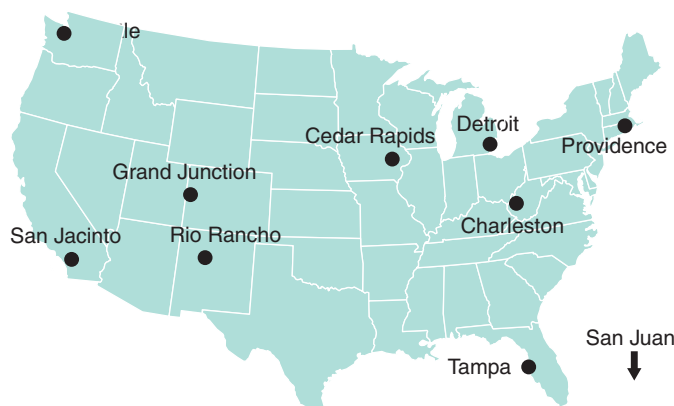 le
Cedar Rapids
Detroit
Providence
Grand Junction
San Jacinto
Rio Rancho
Charleston
San Juan
Tampa